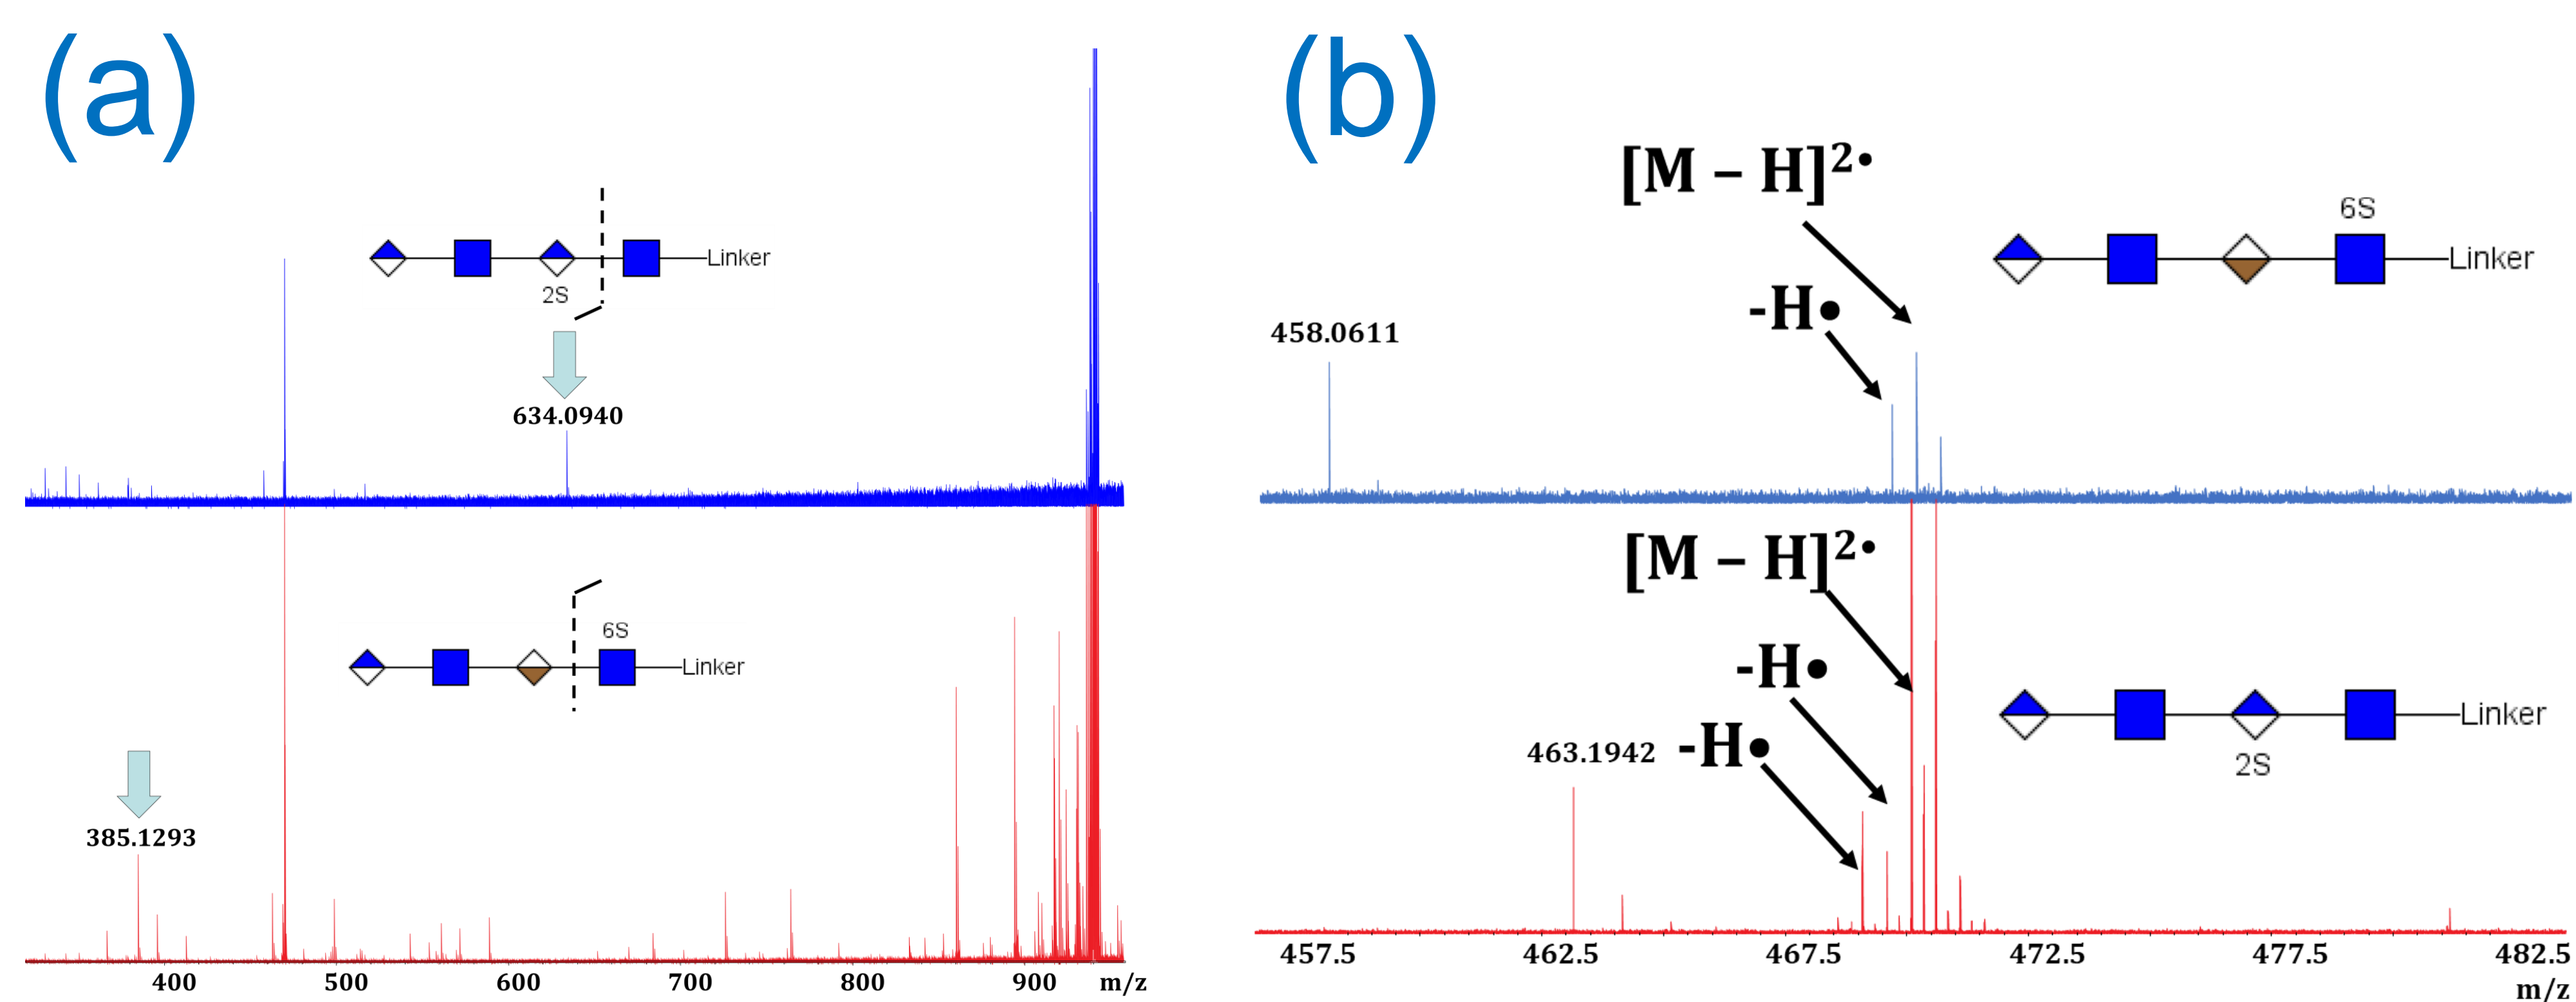 (a)
Linker
2S
634.0940
6S
Linker
385.1293
400 500 600 700 800 900 m/z
(b)
[M – H]²•
6S
-H•
458.0611
Linker
[M – H]²•
-H•
Linker
463.1942 -H•
2S
457.5 462.5 467.5 472.5 477.5 482.5
m/z